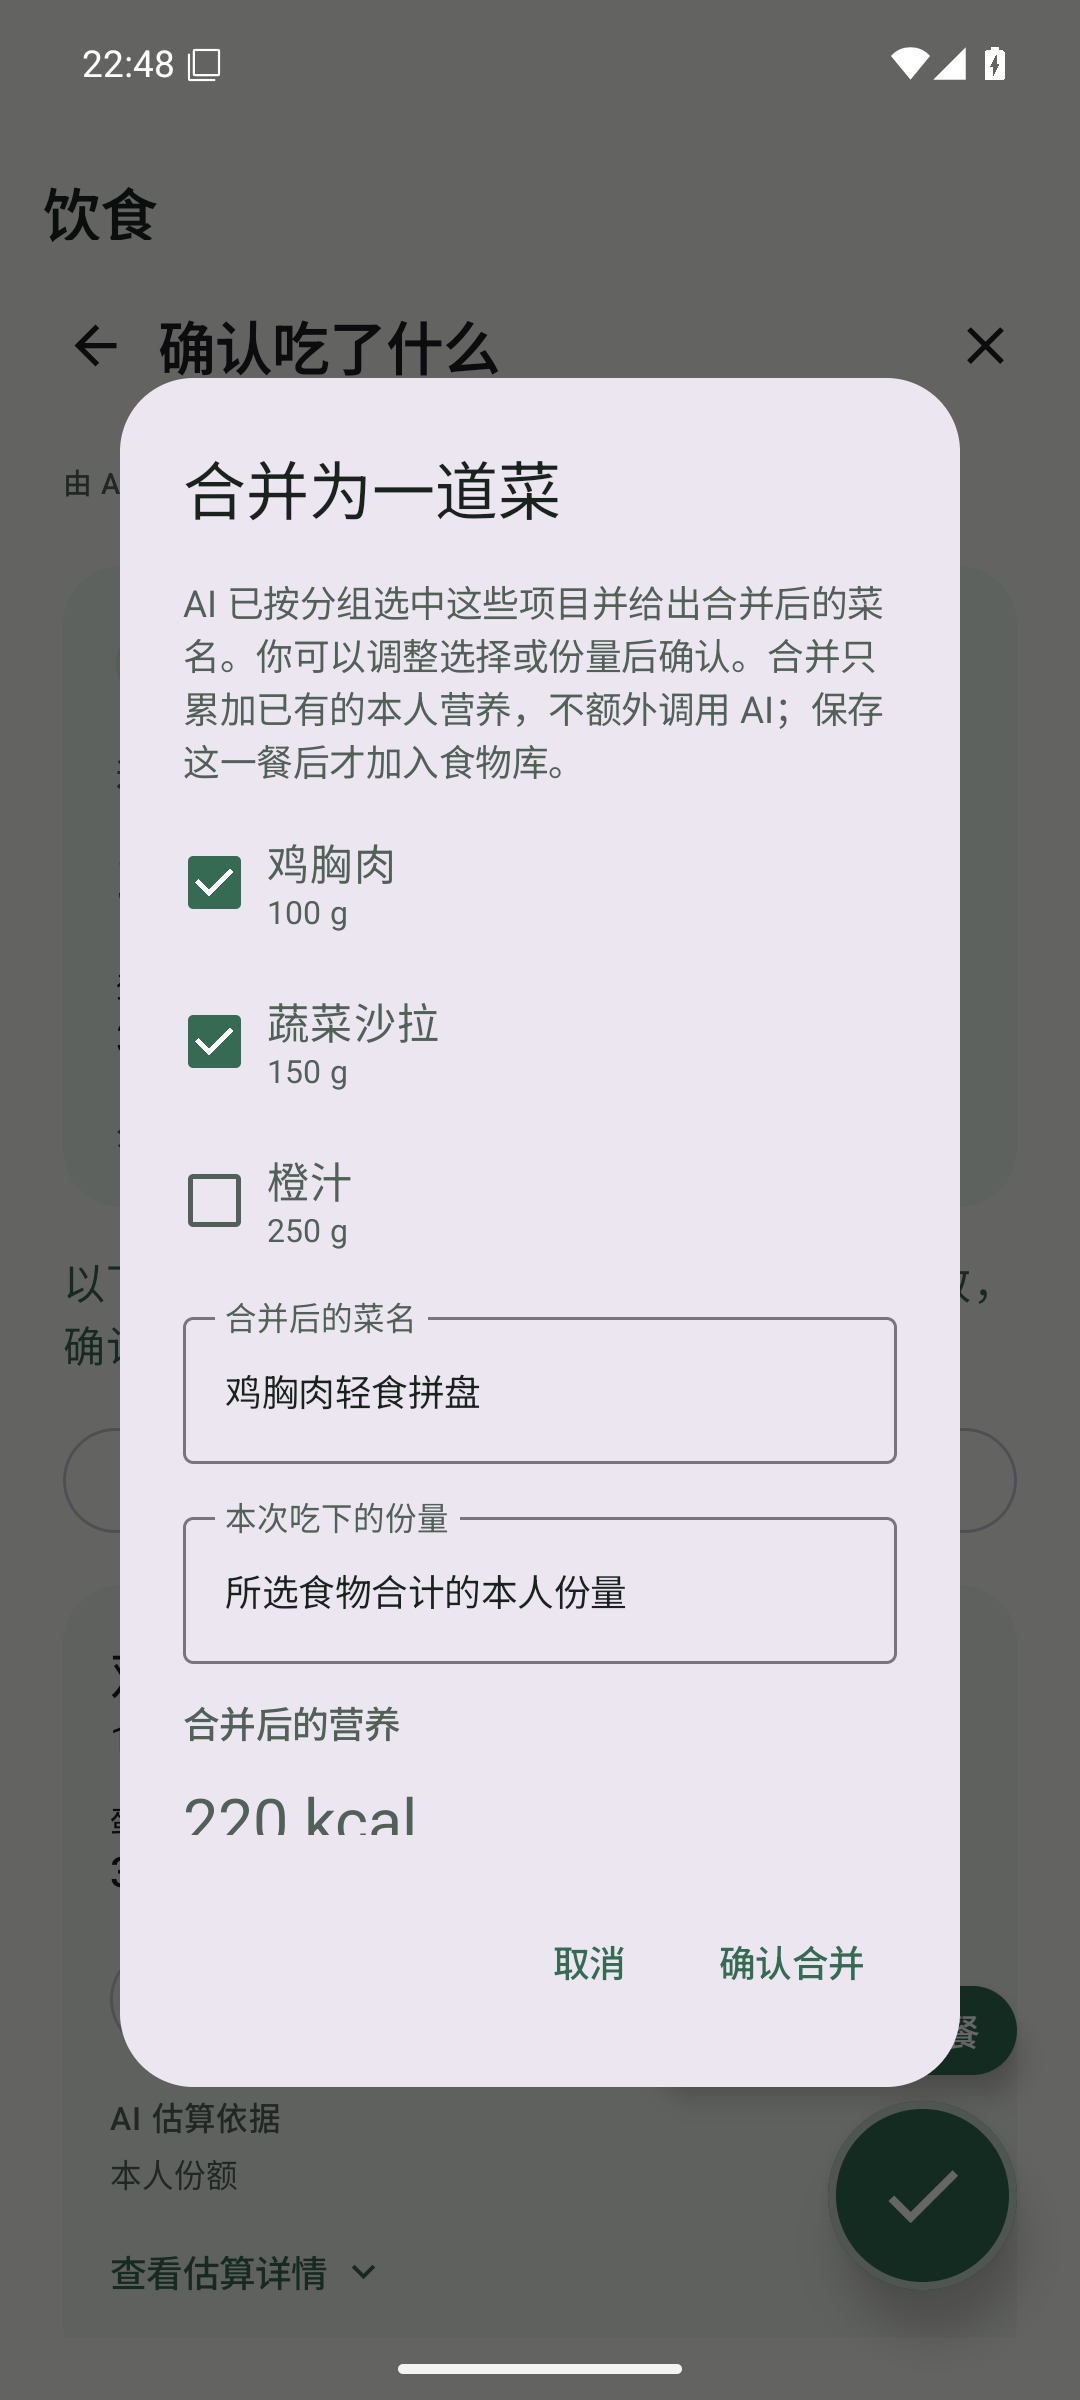 22:48
饮食
确认吃了什么
由 A
合并为一道菜
AI 已按分组选中这些项目并给出合并后的菜
名。你可以调整选择或份量后确认。合并只
累加已有的本人营养，不额外调用 AI；保存
这一餐后才加入食物库。
鸡胸肉
100 g
蔬菜沙拉
150 g
橙汁
250 g
以
确
合并后的菜名
鸡胸肉轻食拼盘
本次吃下的份量
所选食物合计的本人份量
合并后的营养
220 kcal
取消
确认合并
餐
AI 估算依据
本人份额
查看估算详情